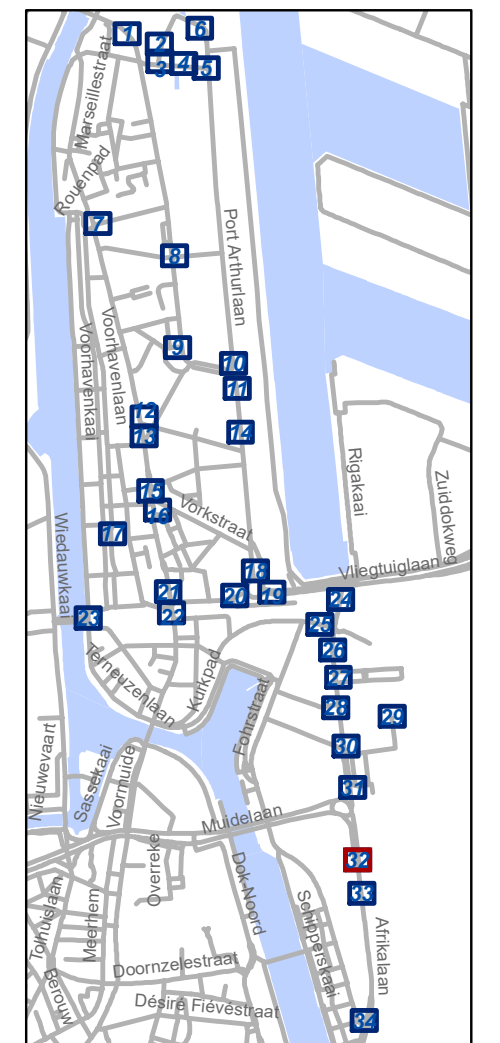 1
2
6
3
4
5
Marseillestraat
Rouenpad
7
Port Arthurlaan
8
Voorhavenkaai
Voorhavenlaan
9
10
11
12
13
14
Rigakaai
Zuiddokweg
15
16
Vorkstraat
17
Wiedauwkaai
18
Vliegtuiglaan
19
20
21
22
23
24
25
26
27
28
29
30
31
Terneuzenlaan
Kurkpad
Fohrstraat
Nieuwevaart
Sassekaai
Voormuide
Muidelaan
Overreke
32
33
Tolhuislaan
Meerhem
Dok-Noord
Schipperskaai
Afrikalaan
Doornzelestraat
Berouw
Désiré Fiévéstraat
34